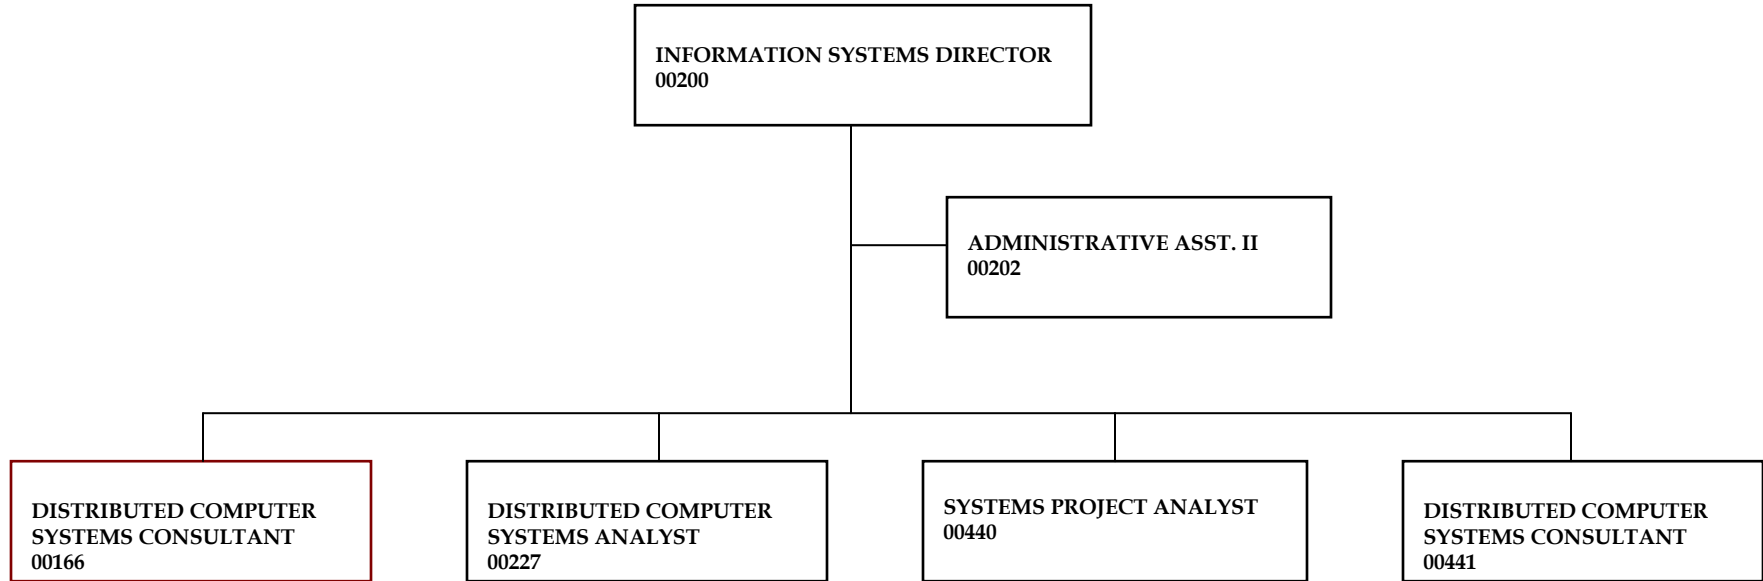 INFORMATION SYSTEMS DIRECTOR
00200
ADMINISTRATIVE ASST. II
00202
DISTRIBUTED COMPUTER
SYSTEMS CONSULTANT
00166
DISTRIBUTED COMPUTER
SYSTEMS ANALYST
00227
SYSTEMS PROJECT ANALYST
00440
DISTRIBUTED COMPUTER
SYSTEMS CONSULTANT
00441